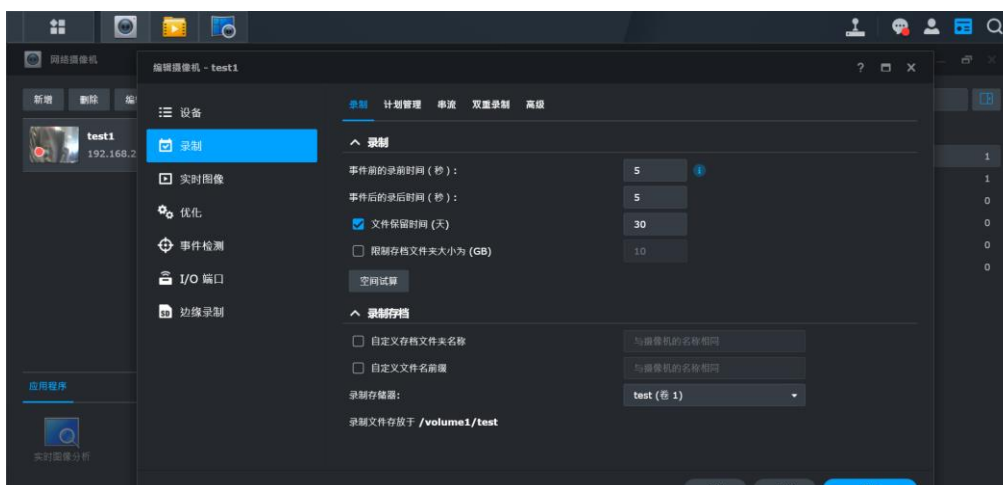 网络摄像机
编辑摄像机 - test1
新增 删除 编
test1
192.168.2
设备
录制
实时图像
优化
事件检测
I/O 端口
边缘录制
录制 计划管理 串流 双重录制 高级
录制
事件前的录前时间 (秒) : 5
事件后的录后时间 (秒) : 5
文件保留时间 (天) 30
限制存档文件夹大小为 (GB) 10
空间试算
录制存档
自定义存档文件夹名称 与摄像机的名称相同
自定义文件名前缀 与摄像机的名称相同
录制存储器: test (卷 1)
录制文件存放于 /volume1/test
1
1
0
0
0
0
应用程序
实时图像分析